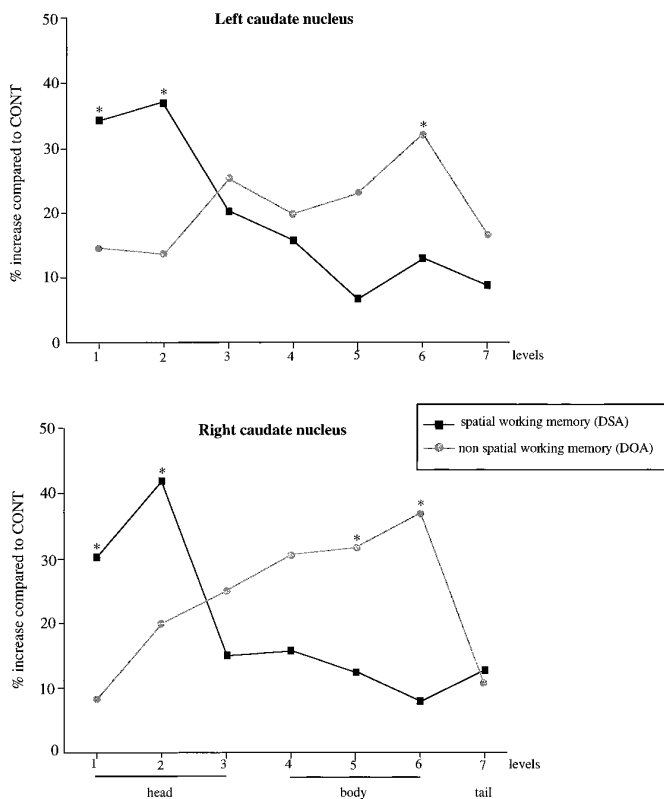 Left caudate nucleus
50
*
*
40
*
30
% increase compared to CONT
20
10
0
1 2 3 4 5 6 7 levels
spatial working memory (DSA)
non spatial working memory (DOA)
Right caudate nucleus
50
*
*
40
*
*
30
% increase compared to CONT
20
10
0
1 2 3 4 5 6 7 levels
head body tail